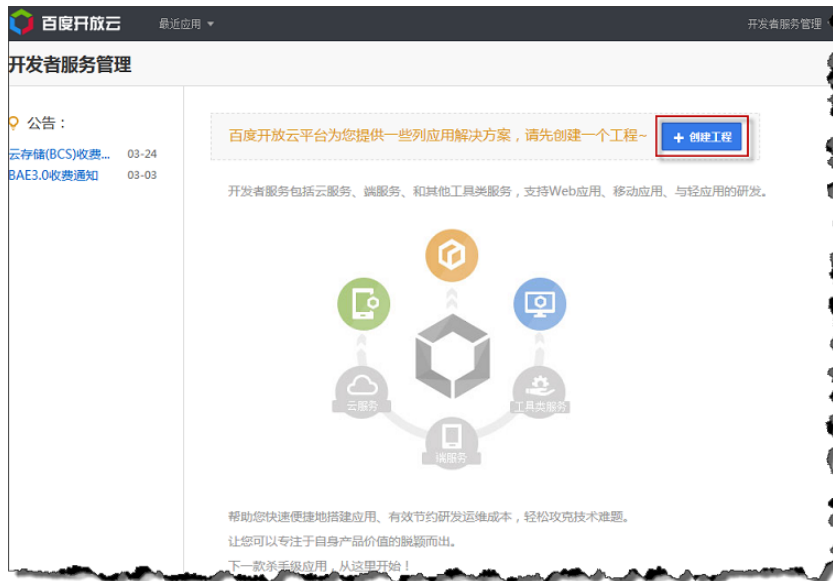 百度开放云
最近应用
开发者服务管理
开发者服务管理
公告：
云存储(BCS)收费... 03-24
BAE3.0收费通知 03-03
百度开放云平台为您提供一些列应用解决方案，请先创建一个工程~
+ 创建工程
开发者服务包括云服务、端服务、和其他工具类服务，支持Web应用、移动应用、与轻应用的研发。
云服务
工具类服务
端服务
帮助您快速便捷地搭建应用、有效节约研发运维成本，轻松攻克技术难题。
让您可以专注于自身产品价值的脱颖而出。
下一款杀手级应用，从这里开始！